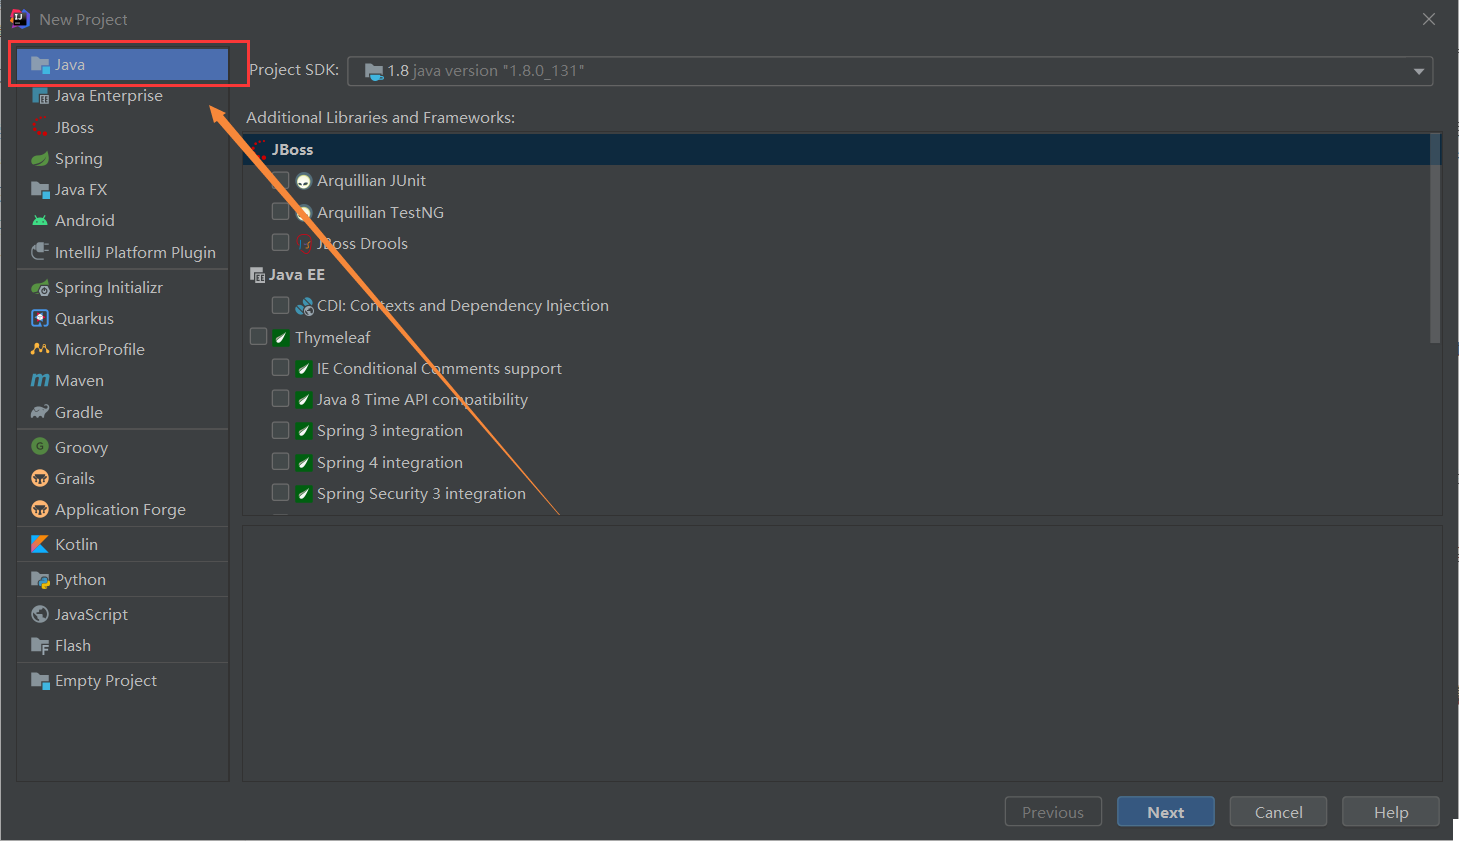 New Project
Java
Java Enterprise
JBoss
Spring
Java FX
Android
IntelliJ Platform Plugin
Spring Initializr
Quarkus
MicroProfile
Maven
Gradle
Groovy
Grails
Application Forge
Kotlin
Python
JavaScript
Flash
Empty Project
Project SDK: 1.8 java version "1.8.0_131"
Additional Libraries and Frameworks:
JBoss
Arquillian JUnit
Arquillian TestNG
JBoss Drools
Java EE
CDI: Contexts and Dependency Injection
Thymeleaf
IE Conditional Comments support
Java 8 Time API compatibility
Spring 3 integration
Spring 4 integration
Spring Security 3 integration
Previous Next Cancel Help